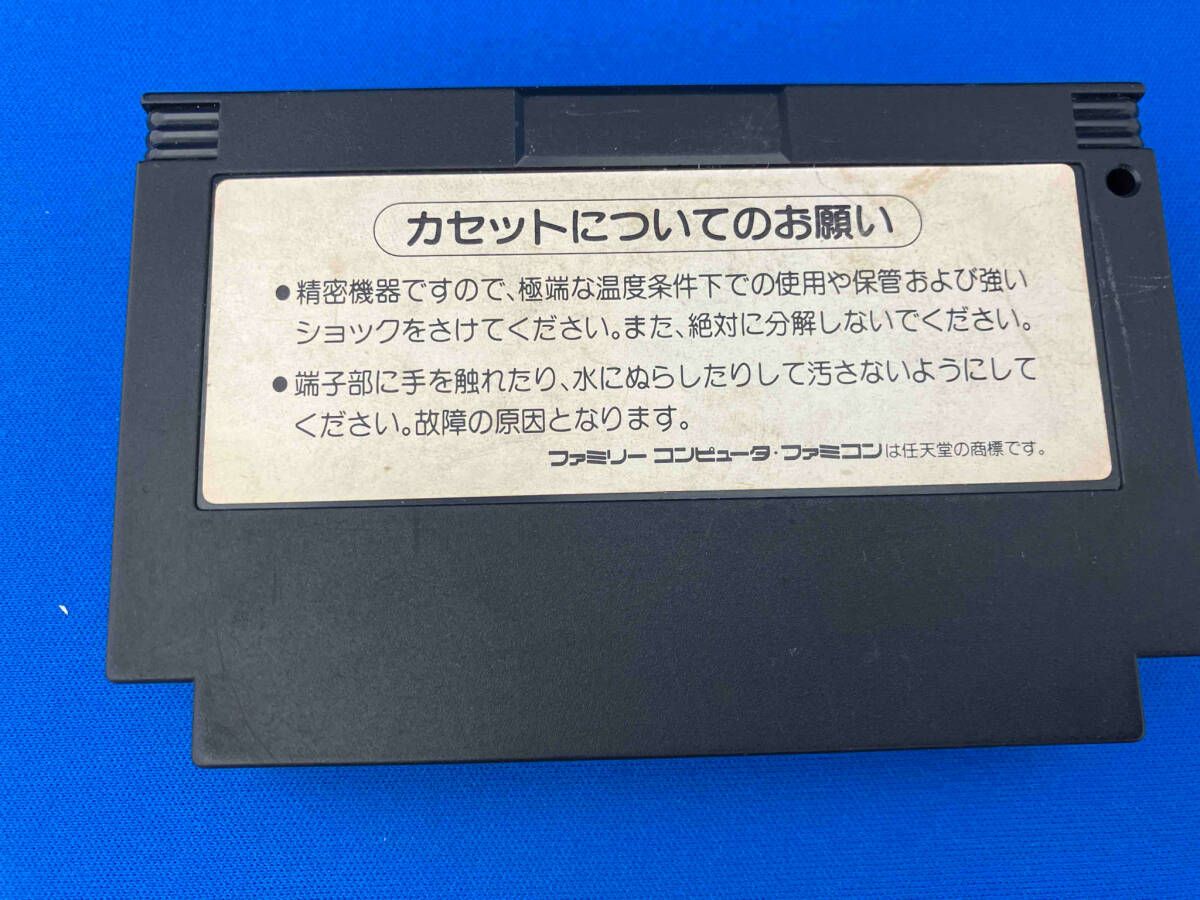 カセットについてのお願い
●精密機器ですので、極端な温度条件下での使用や保管および強い
ショックをさけてください。また、絶対に分解しないでください。
●端子部に手を触れたり、水にぬらしたりして汚さないようにして
ください。故障の原因となります。
ファミリーコンピュータ・ファミコンは任天堂の商標です。